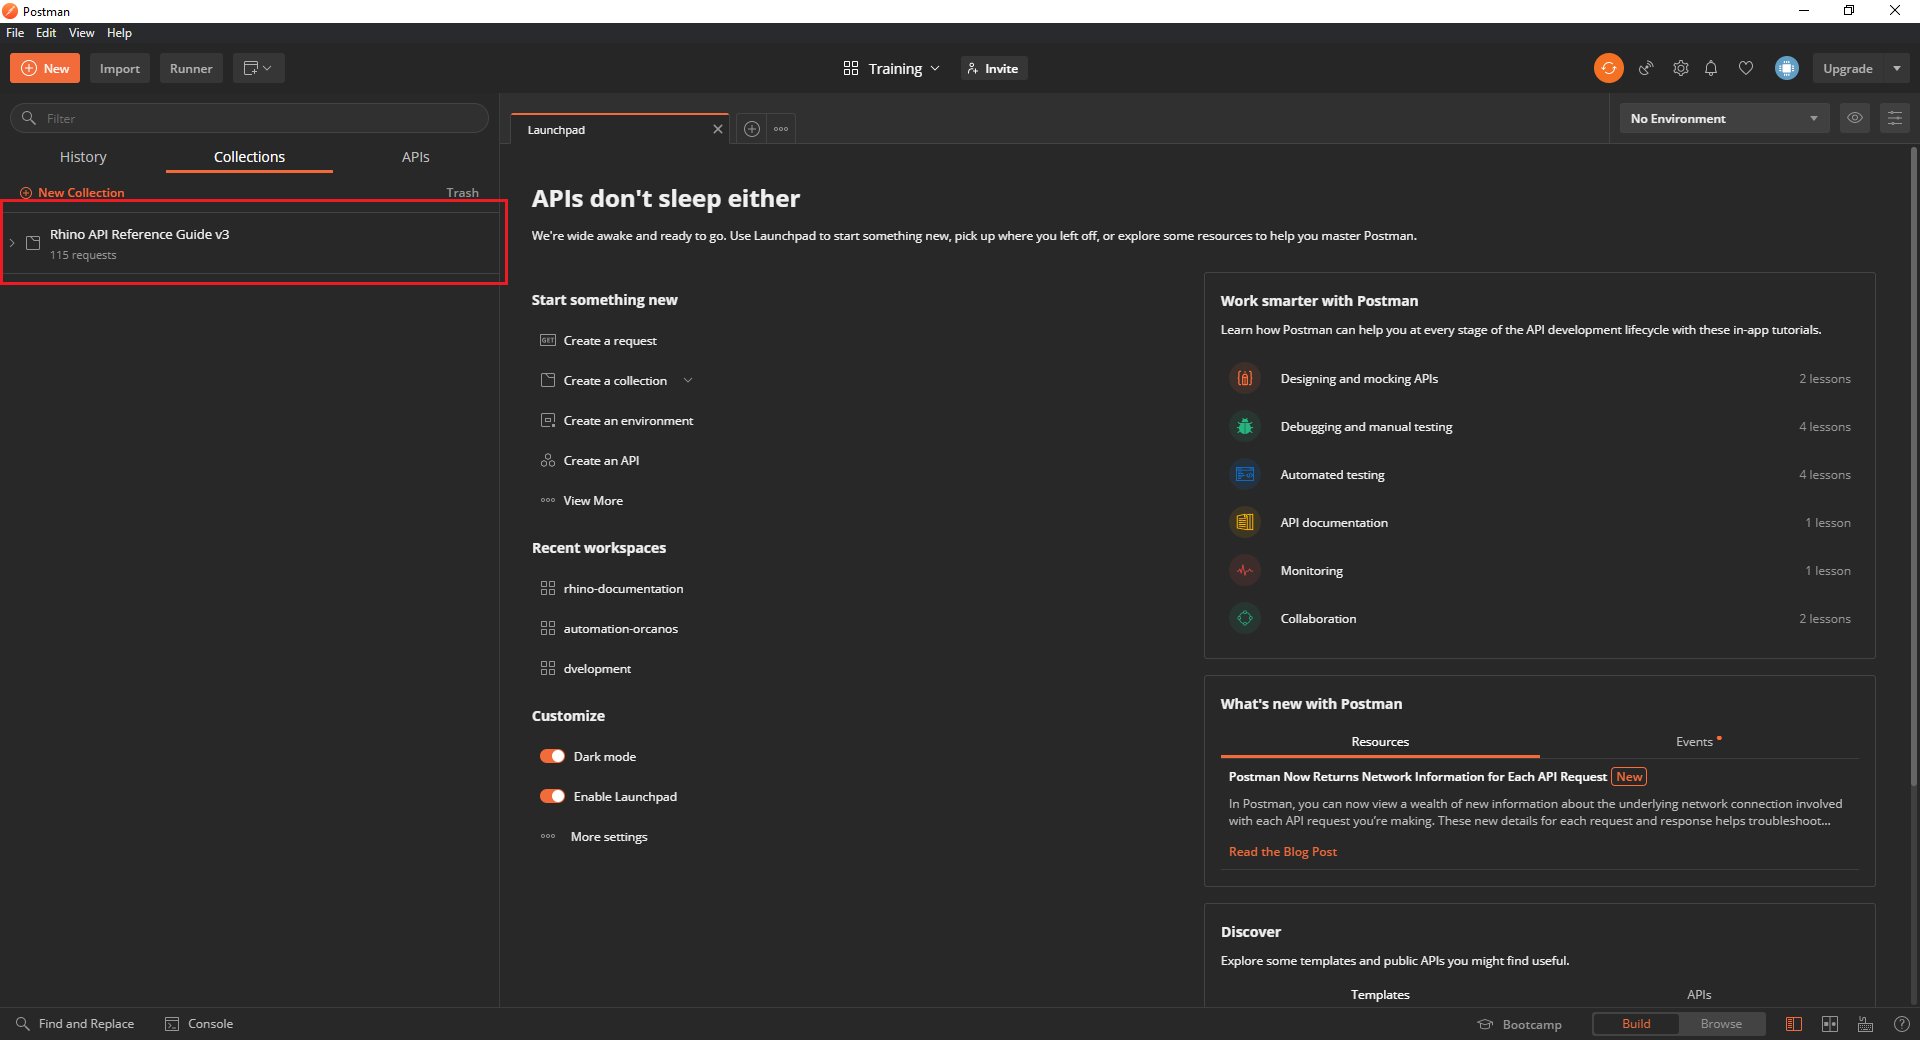 Postman
File Edit View Help
New Import Runner
Training Invite
Upgrade
Filter
History Collections APIs
New Collection Trash
Rhino API Reference Guide v3
115 requests
Launchpad
No Environment
APIs don't sleep either
We're wide awake and ready to go. Use Launchpad to start something new, pick up where you left off, or explore some resources to help you master Postman.
Start something new
GET Create a request
Create a collection
Create an environment
Create an API
View More
Recent workspaces
rhino-documentation
automation-orcanos
dvelopment
Customize
Dark mode
Enable Launchpad
More settings
Work smarter with Postman
Learn how Postman can help you at every stage of the API development lifecycle with these in-app tutorials.
Designing and mocking APIs 2 lessons
Debugging and manual testing 4 lessons
Automated testing 4 lessons
API documentation 1 lesson
Monitoring 1 lesson
Collaboration 2 lessons
What's new with Postman
Resources Events
Postman Now Returns Network Information for Each API Request New
In Postman, you can now view a wealth of new information about the underlying network connection involved
with each API request you're making. These new details for each request and response helps troubleshoot...
Read the Blog Post
Discover
Explore some templates and public APIs you might find useful.
Templates APIs
Find and Replace Console
Bootcamp Build Browse